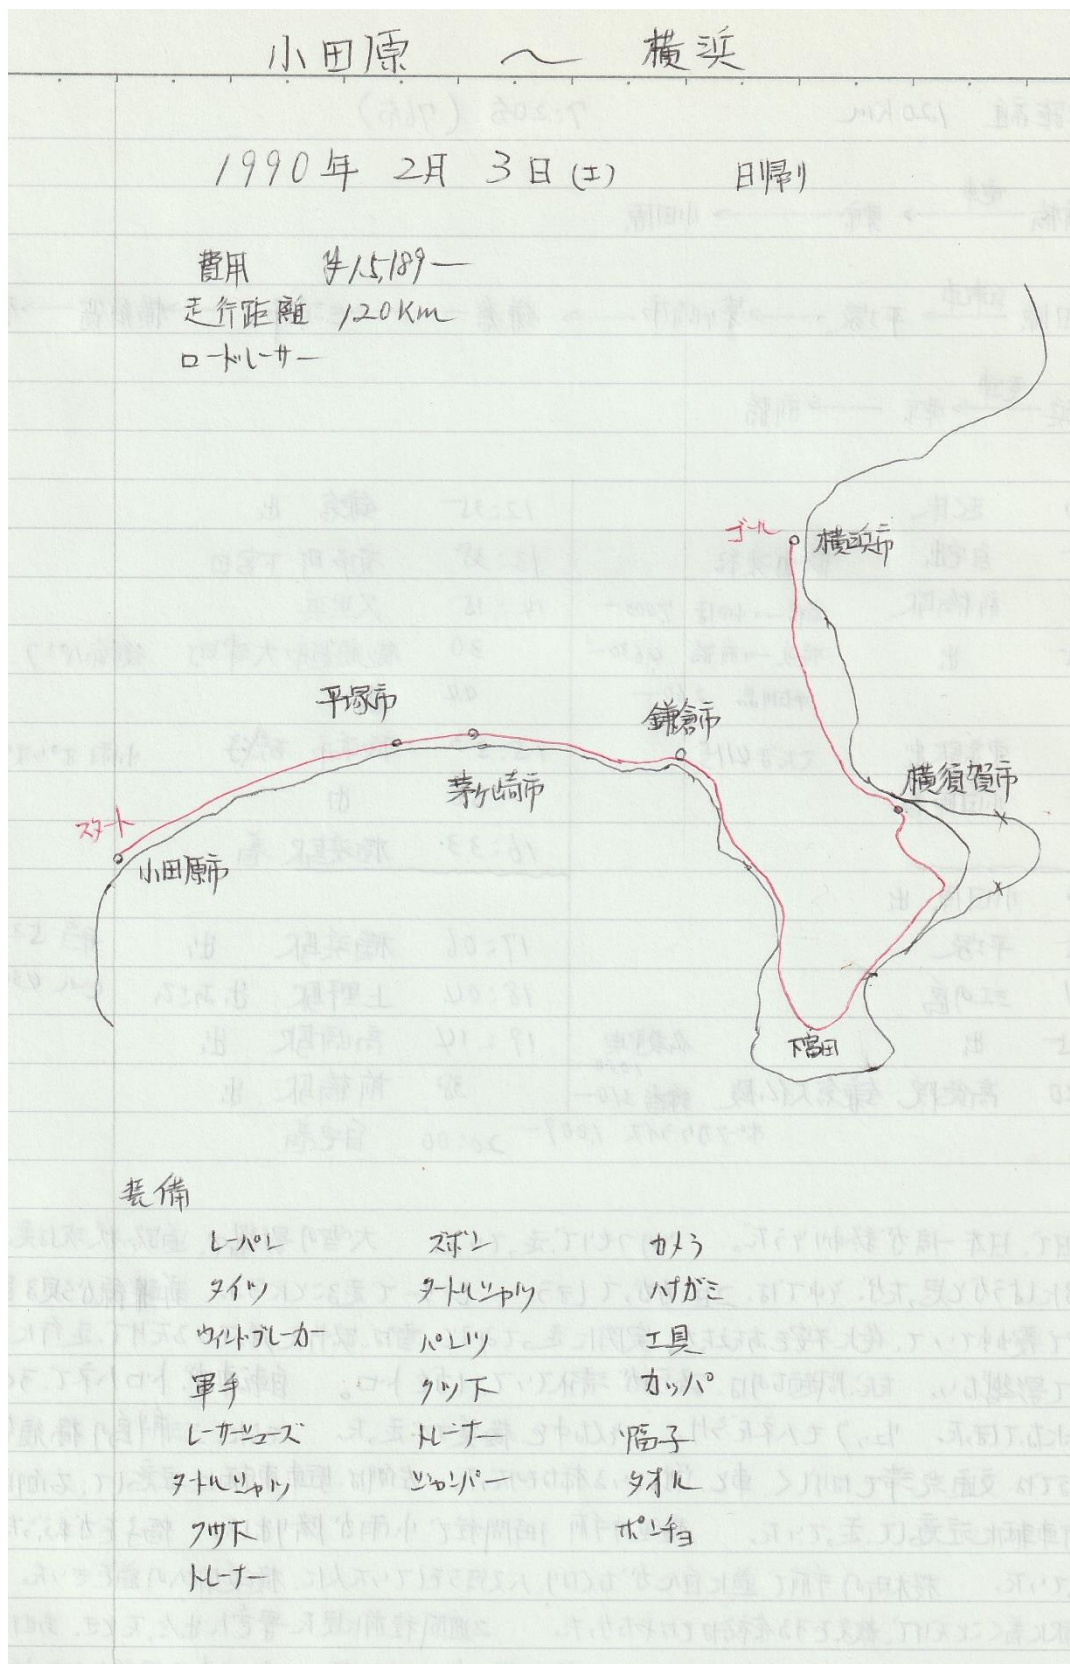 小田原 〜 横浜
1990年 2月 3日(土) 日帰り
費用 ¥15,189ー
走行距離 120Km
ロードレーサー
ゴール
横浜市
平塚市
鎌倉市
茅ヶ崎市
横須賀市
スタート
小田原市
下宮田
装備
レーパン ズボン カメラ
タイツ タートルシャツ ハナガミ
ウィンドブレーカー パンツ 工具
軍手 クツ下 カッパ
レーサーシューズ トレーナー 帽子
タートルシャツ ジャンパー タオル
クツ下 ポンチョ
トレーナー